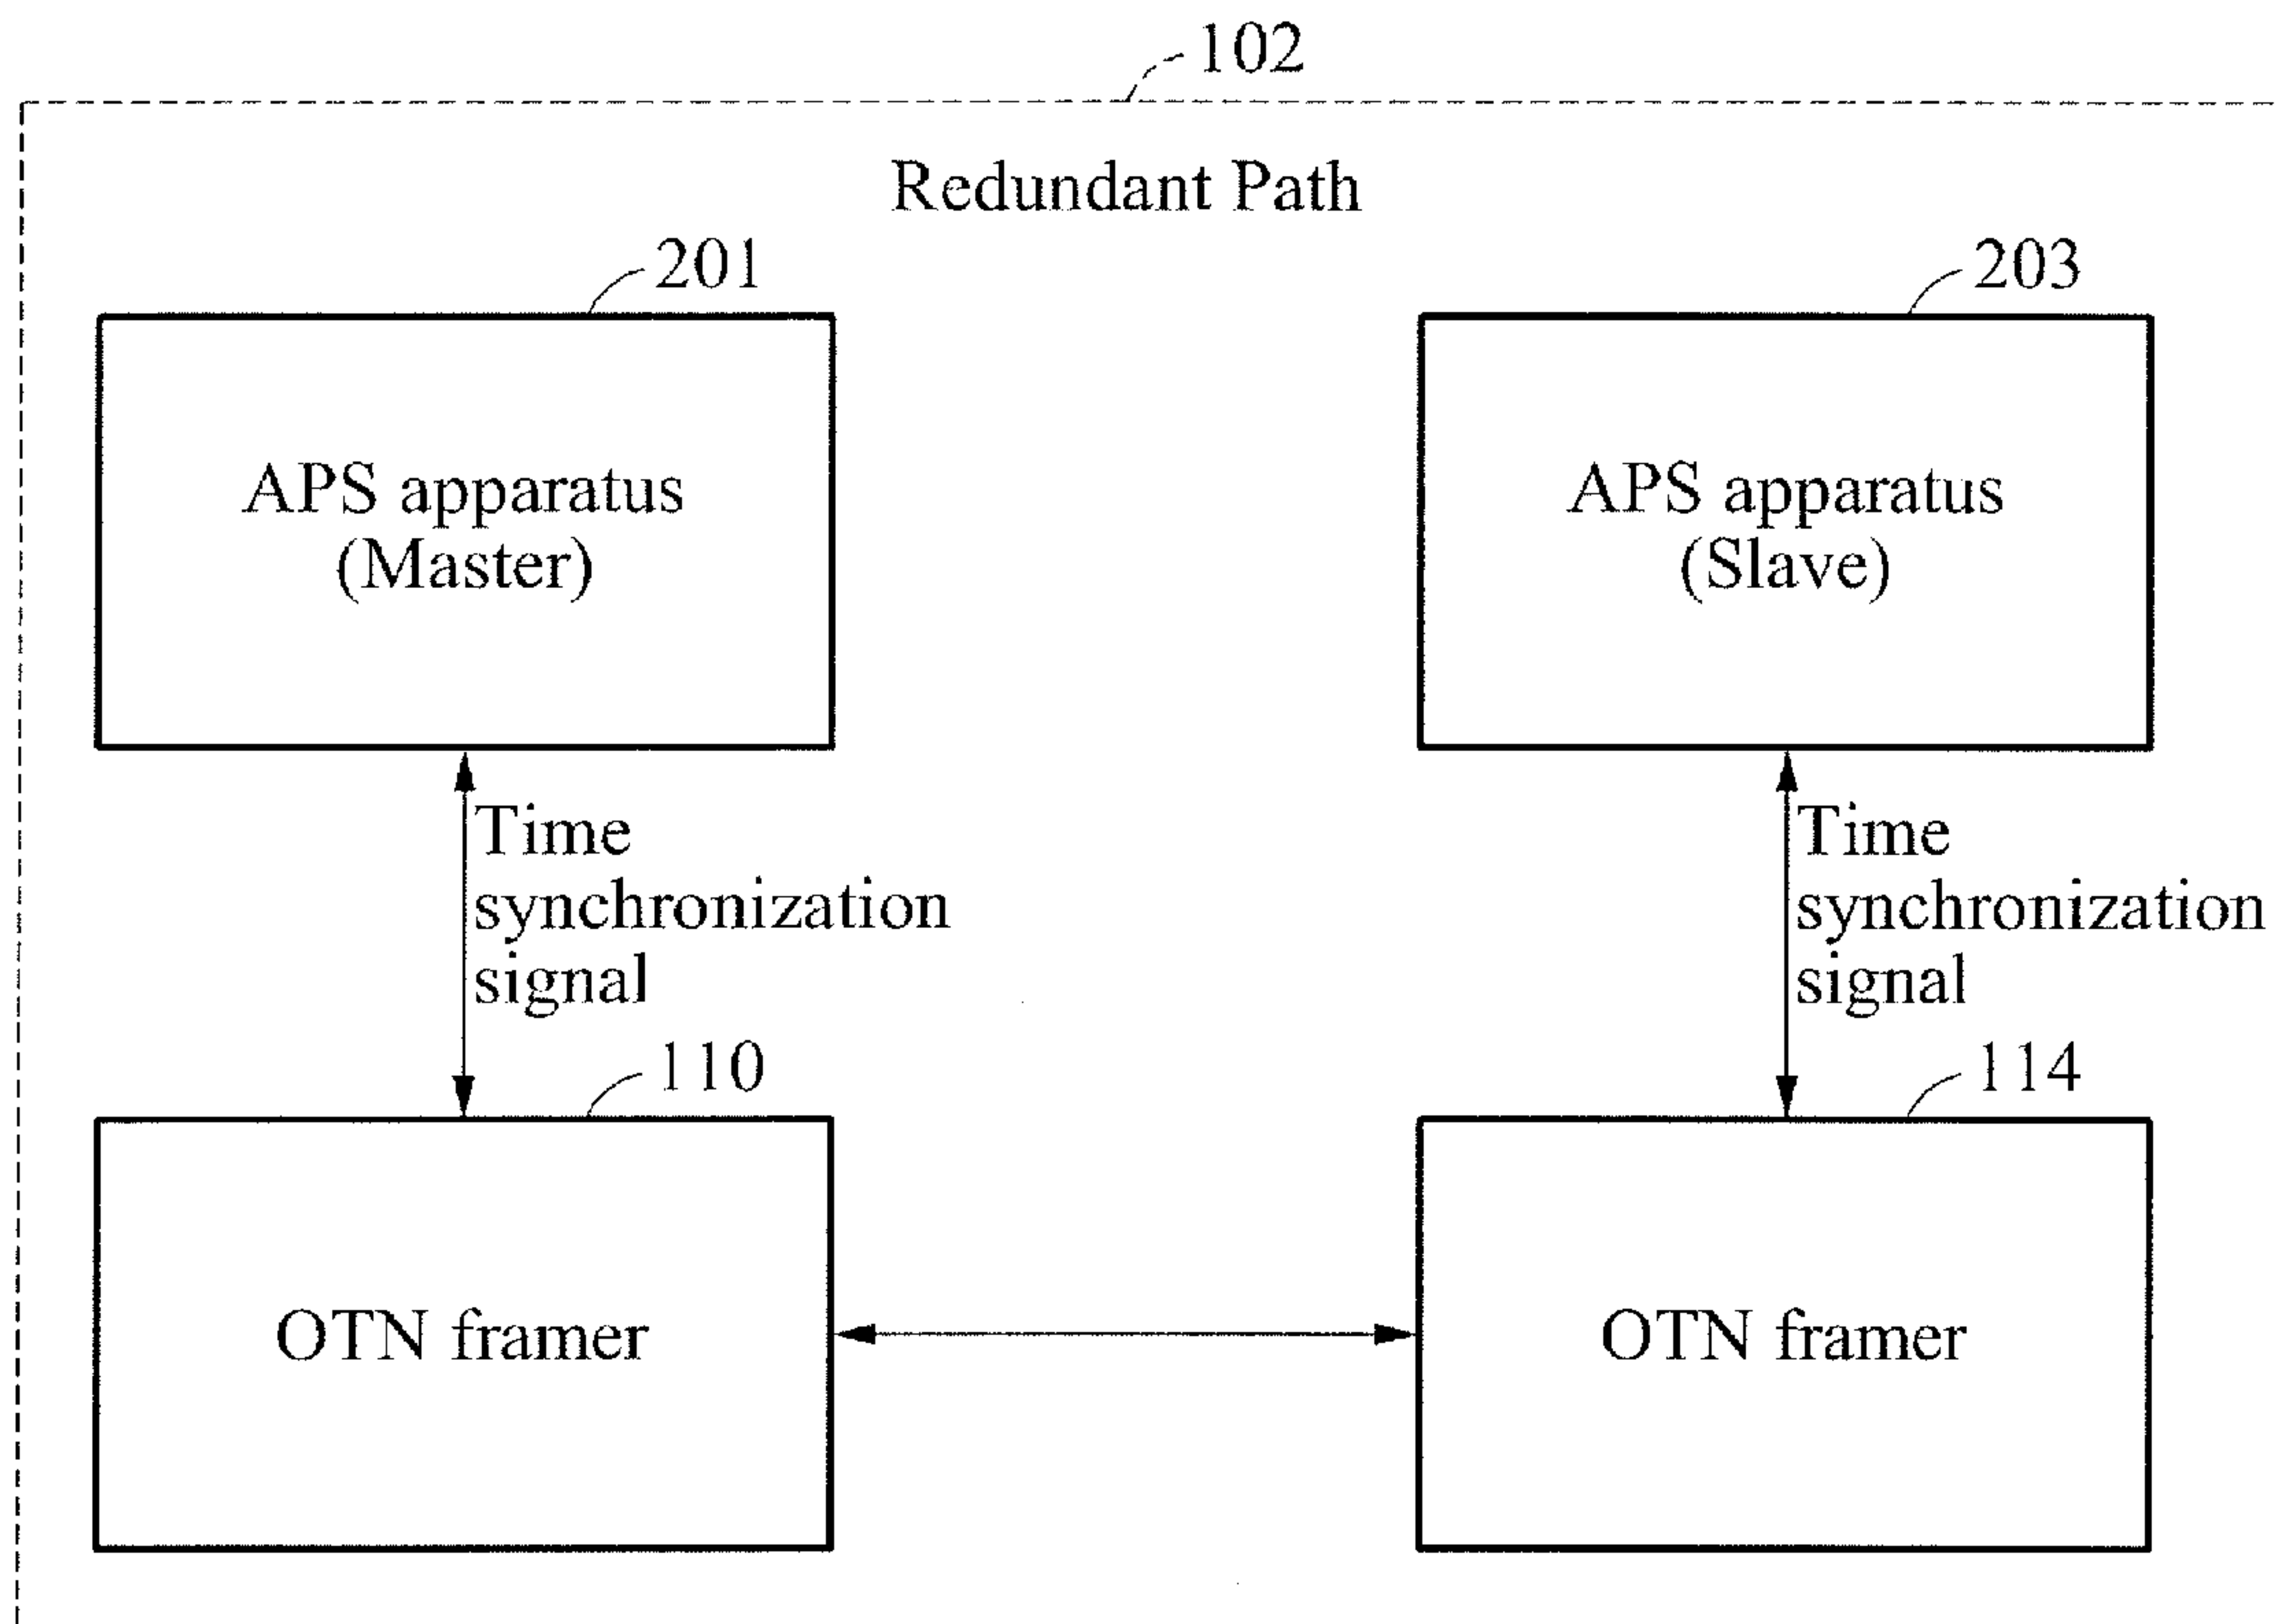 102
Redundant Path
201
203
APS apparatus
(Master)
APS apparatus
(Slave)
Time
synchronization
signal
Time
synchronization
signal
110
114
OTN framer
OTN framer